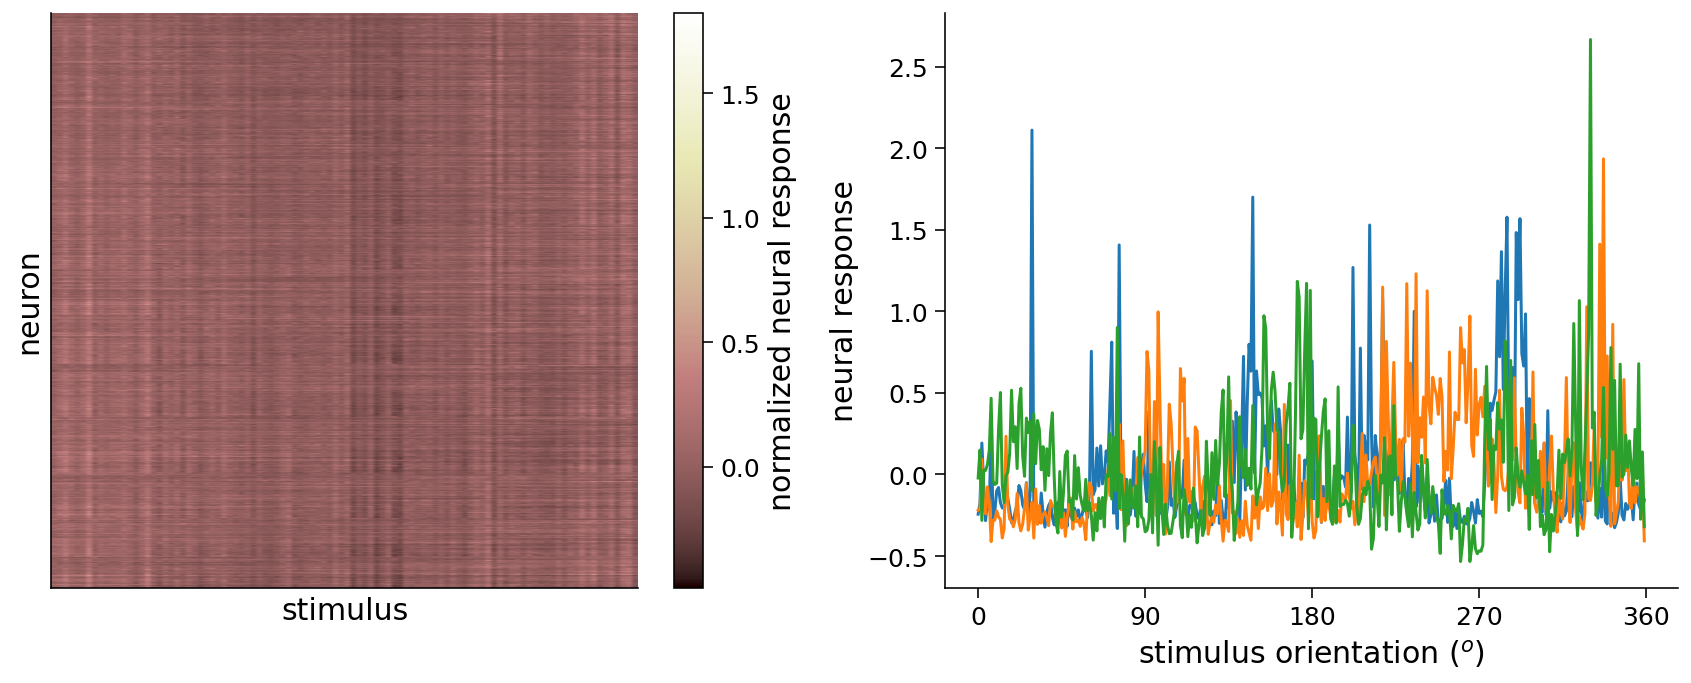 neuron
stimulus
1.5
1.0
0.5
0.0
normalized neural response
neural response
2.5
2.0
1.5
1.0
0.5
0.0
−0.5
0 90 180 270 360
stimulus orientation (o)